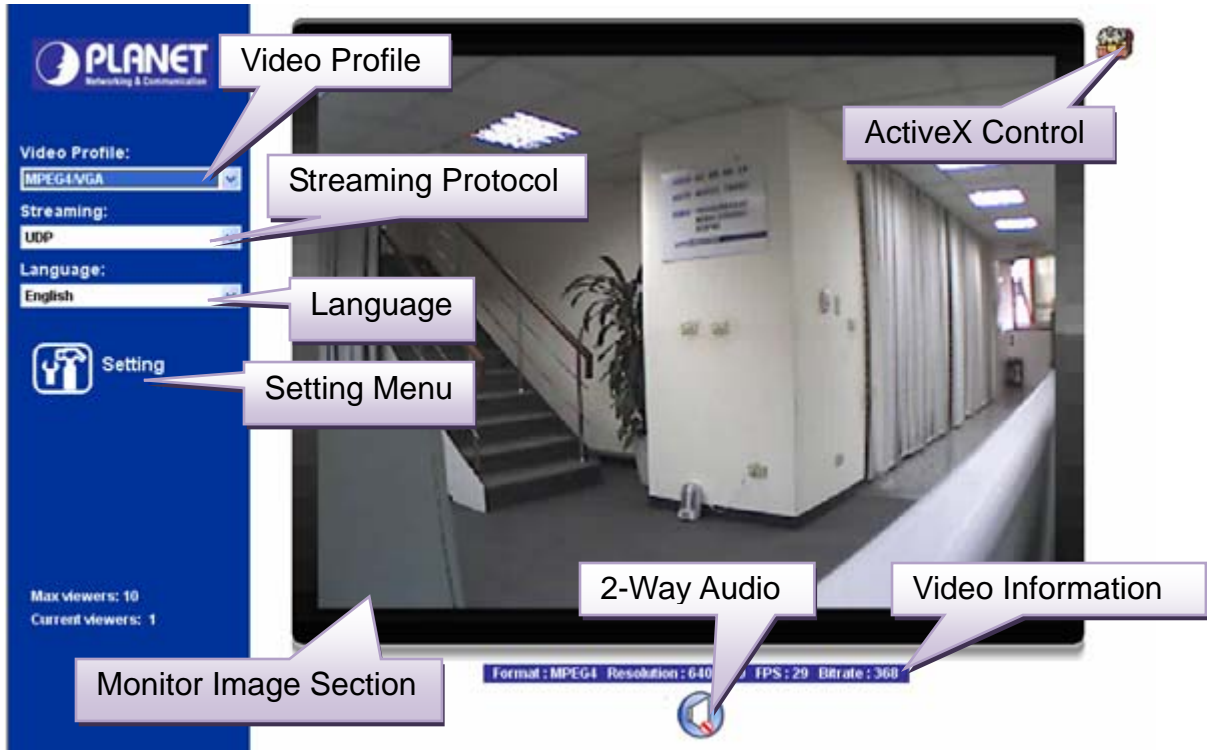 PLANET
Networking & Communication
Video Profile
ActiveX Control
Video Profile:
MPEG4/VGA
Streaming Protocol
Streaming:
UDP
Language:
English
Language
Setting
Setting Menu
Max viewers: 10
Current viewers: 1
2-Way Audio
Video Information
Monitor Image Section
Format : MPEG4 Resolution : 640 FPS : 29 Bitrate : 368